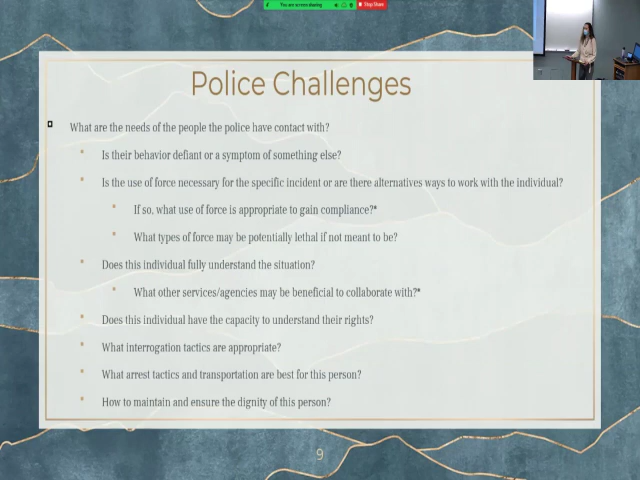 You are screen sharing
Stop Share
Police Challenges
What are the needs of the people the police have contact with?
Is their behavior defiant or a symptom of something else?
Is the use of force necessary for the specific incident or are there alternatives ways to work with the individual?
If so, what use of force is appropriate to gain compliance?*
What types of force may be potentially lethal if not meant to be?
Does this individual fully understand the situation?
What other services/agencies may be beneficial to collaborate with?*
Does this individual have the capacity to understand their rights?
What interrogation tactics are appropriate?
What arrest tactics and transportation are best for this person?
How to maintain and ensure the dignity of this person?
9